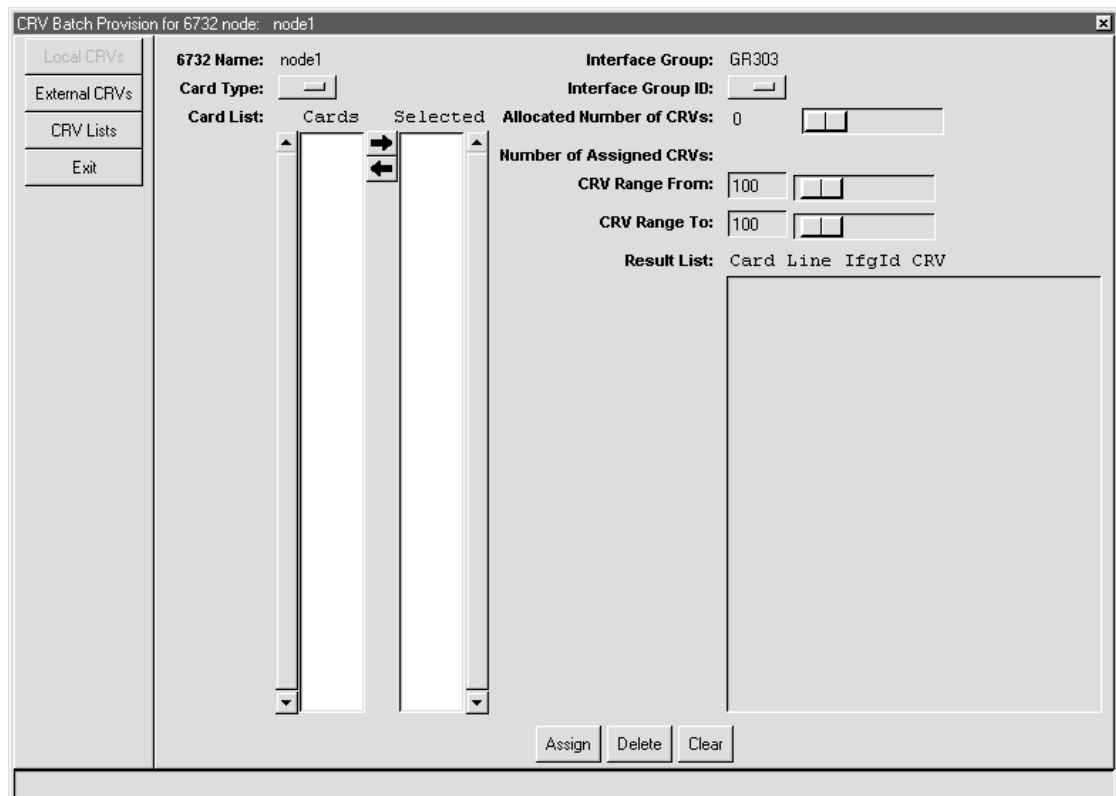 CRV Batch Provision for 6732 node: node1
Local CRVs
External CRVs
CRV Lists
Exit
6732 Name: node1
Card Type:
Card List: Cards Selected
Interface Group: GR303
Interface Group ID:
Allocated Number of CRVs: 0
Number of Assigned CRVs:
CRV Range From: 100
CRV Range To: 100
Result List: Card Line IfgId CRV
Assign Delete Clear